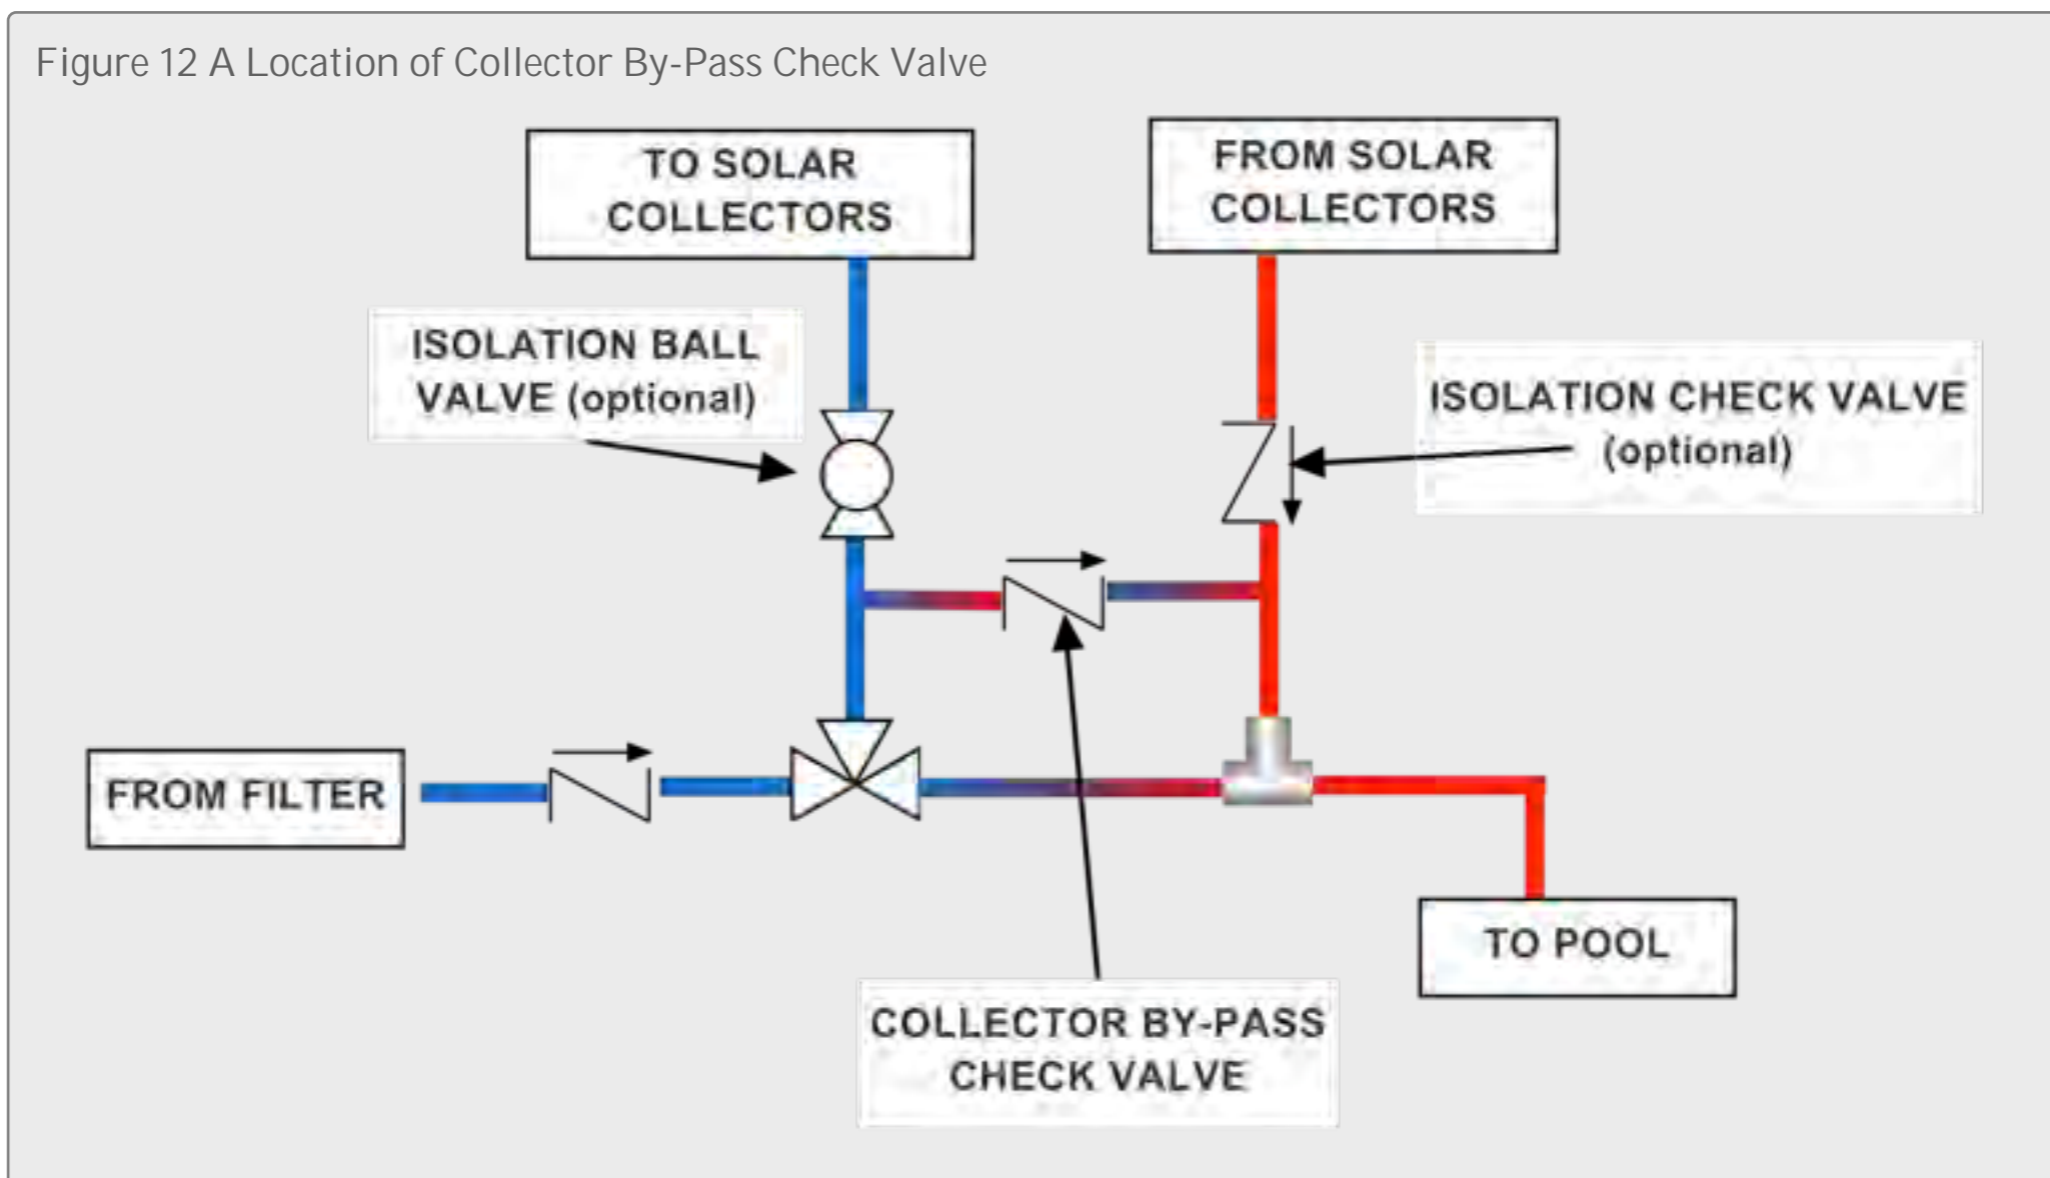 Figure 12 A Location of Collector By-Pass Check Valve
TO SOLAR
COLLECTORS
FROM SOLAR
COLLECTORS
ISOLATION BALL
VALVE (optional)
ISOLATION CHECK VALVE
(optional)
FROM FILTER
TO POOL
COLLECTOR BY-PASS
CHECK VALVE